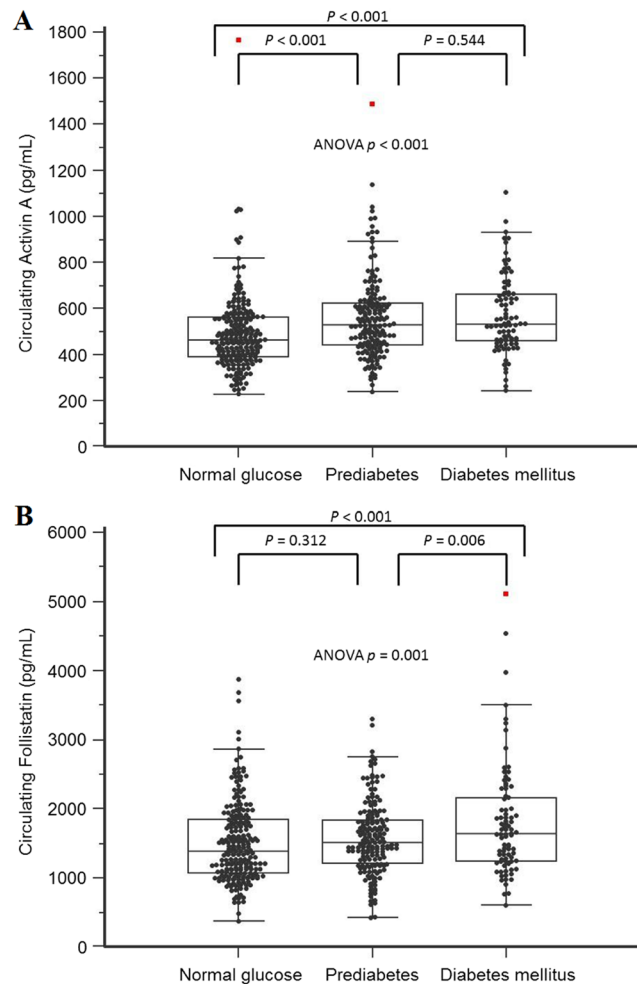 A
P < 0.001
P < 0.001
P = 0.544
ANOVA p < 0.001
Circulating Activin A (pg/mL)
1800
1600
1400
1200
1000
800
600
400
200
0
Normal glucose
Prediabetes
Diabetes mellitus
B
P < 0.001
P = 0.312
P = 0.006
ANOVA p = 0.001
Circulating Follistatin (pg/mL)
6000
5000
4000
3000
2000
1000
0
Normal glucose
Prediabetes
Diabetes mellitus